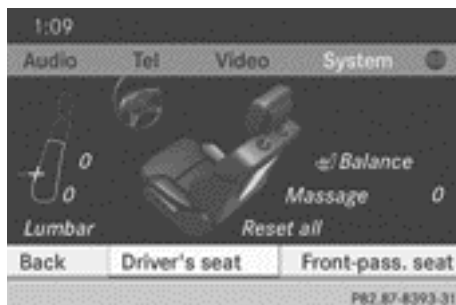 1:09
Audio Tel Video System
0 Balance
0 Massage 0
Lumbar Reset all
Back Driver's seat Front-pass. seat
P82.87-8393-31